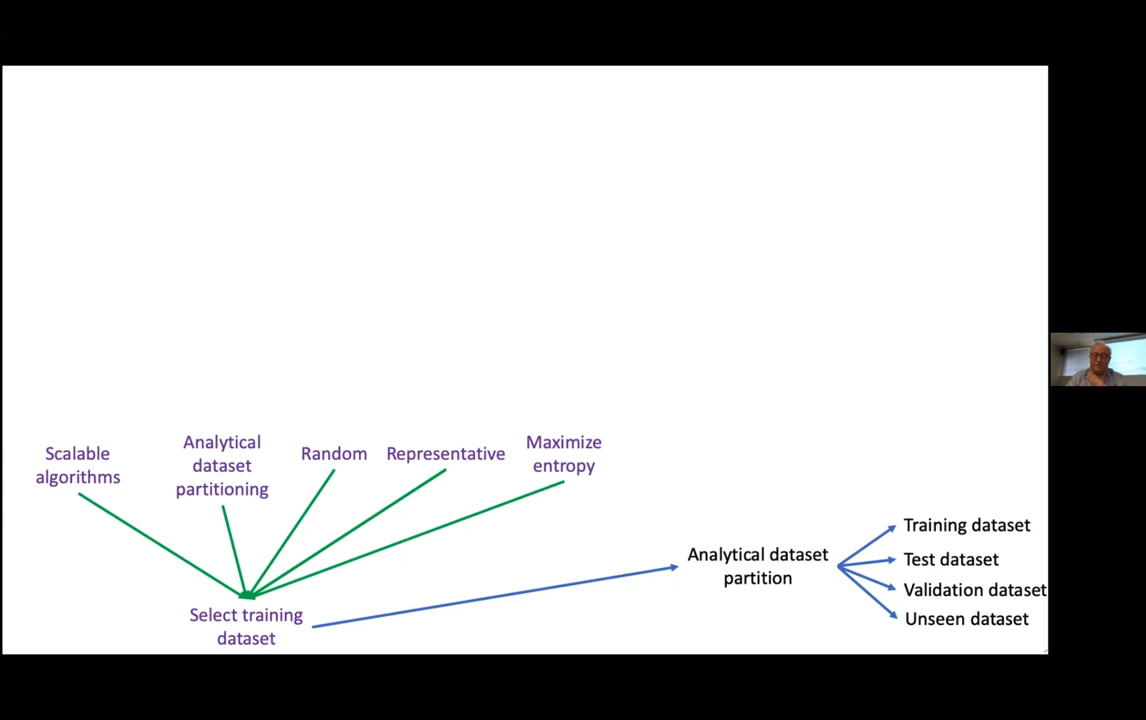 Scalable
algorithms
Analytical
dataset
partitioning
Random
Representative
Maximize
entropy
Select training
dataset
Analytical dataset
partition
Training dataset
Test dataset
Validation dataset
Unseen dataset